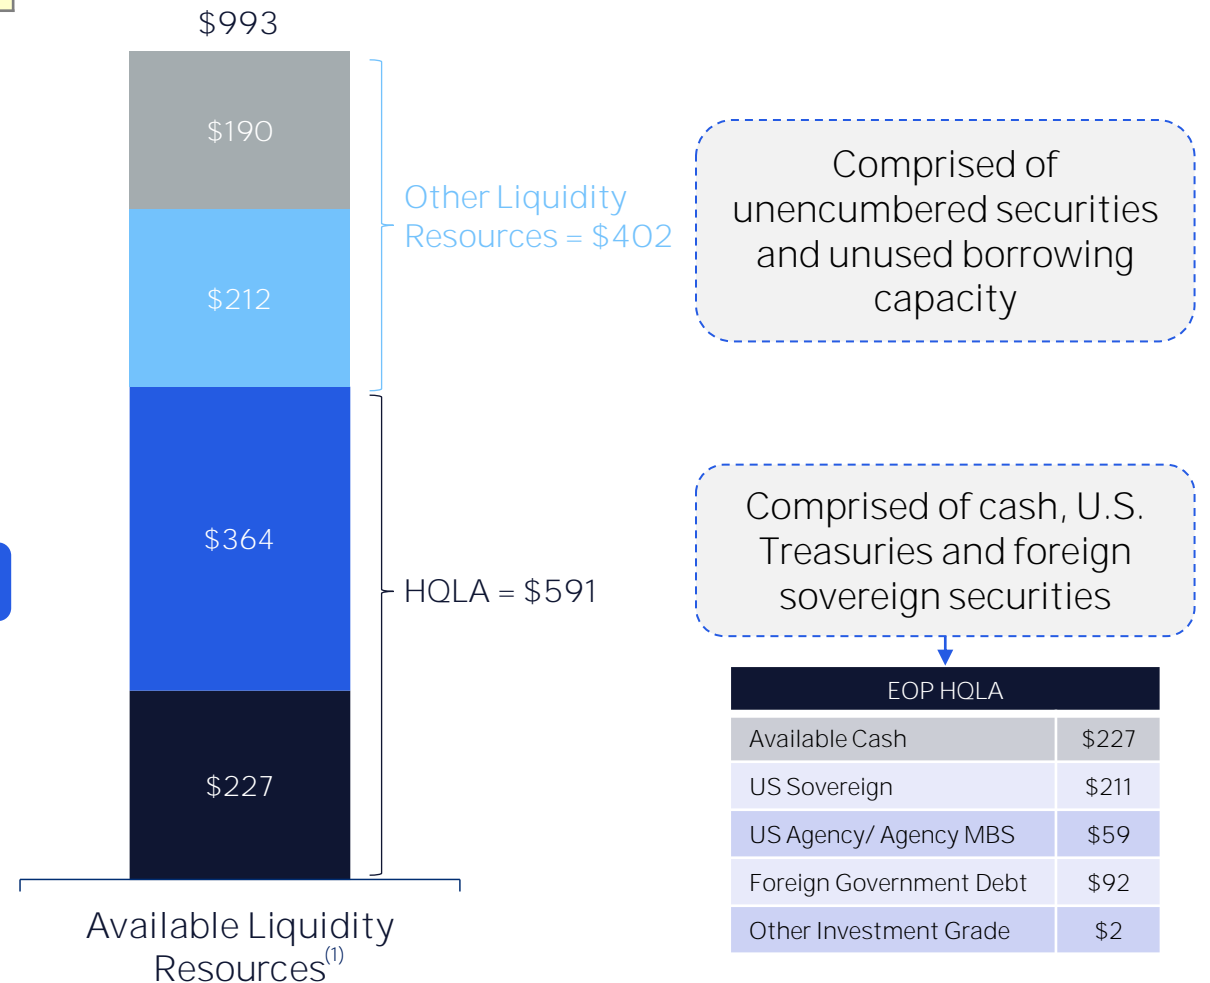 $993
$190
$212
$364
$227
Other Liquidity
Resources = $402
HQLA = $591
Available Liquidity
Resources(1)
Comprised of
unencumbered securities
and unused borrowing
capacity
Comprised of cash, U.S.
Treasuries and foreign
sovereign securities
EOP HQLA
Available Cash $227
US Sovereign $211
US Agency/ Agency MBS $59
Foreign Government Debt $92
Other Investment Grade $2